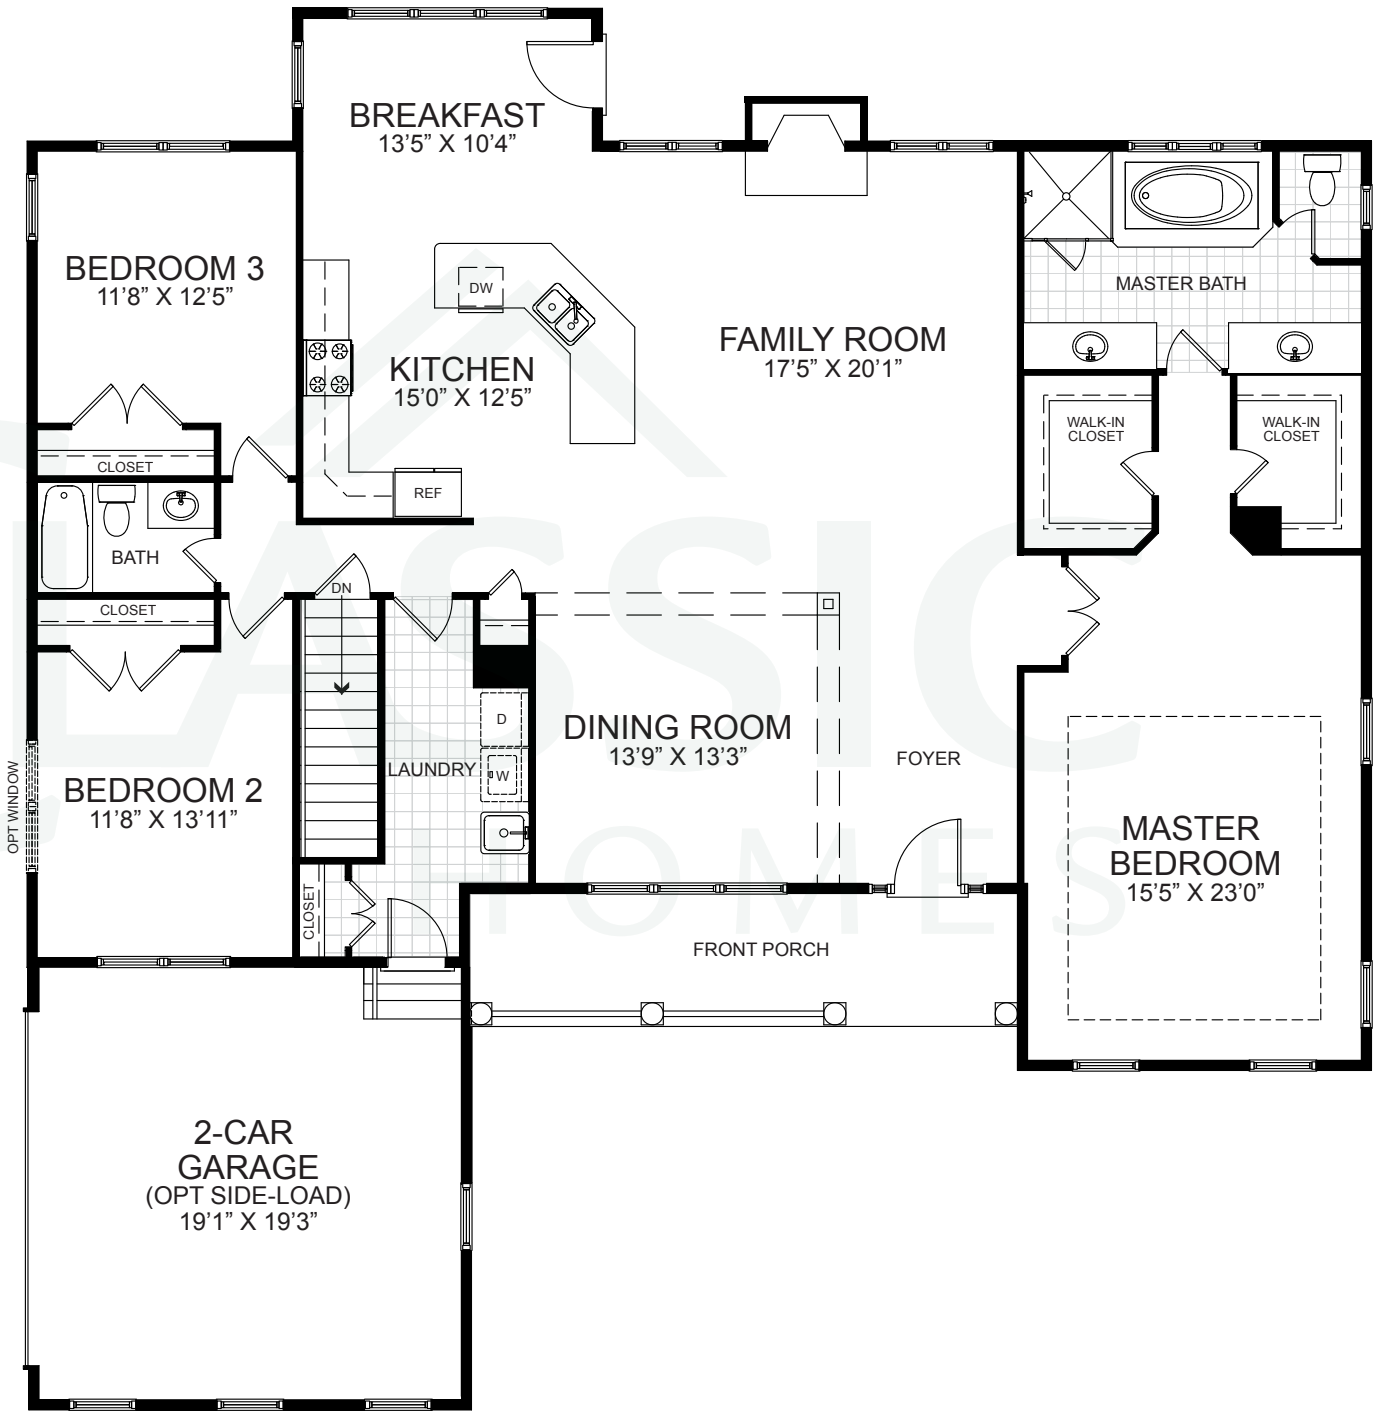 BREAKFAST
13'5” X 10'4”
BEDROOM 3
11'8” X 12'5”
DW
MASTER BATH
FAMILY ROOM
17'5” X 20'1”
KITCHEN
15'0” X 12'5”
WALK-IN
CLOSET
WALK-IN
CLOSET
CLOSET
REF
BATH
DN
CLOSET
CLASSIC
HOMES
D
DINING ROOM
13'9” X 13'3”
FOYER
LAUNDRY
W
OPT WINDOW
BEDROOM 2
11'8” X 13'11”
MASTER
BEDROOM
15'5” X 23'0”
CLOSET
FRONT PORCH
2-CAR
GARAGE
(OPT SIDE-LOAD)
19'1” X 19'3”